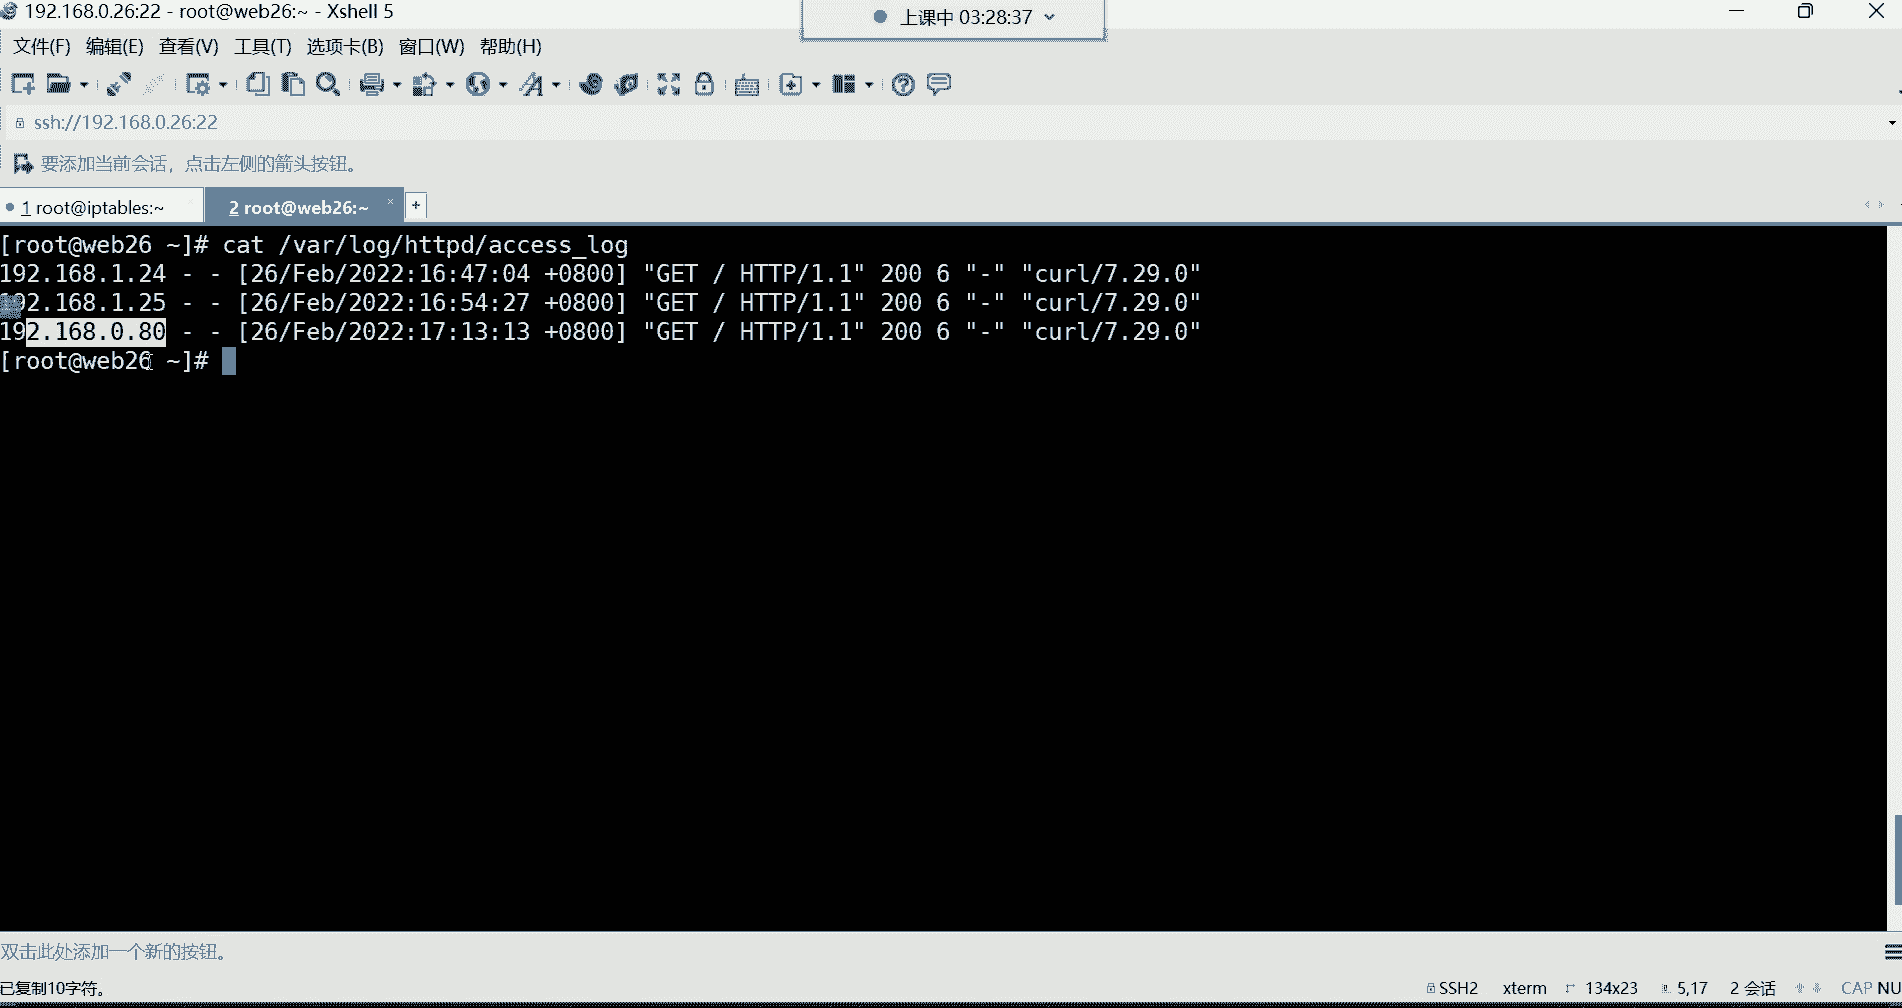 192.168.0.26:22 - root@web26:~ - Xshell 5
上课中 03:28:37
文件(F) 编辑(E) 查看(V) 工具(T) 选项卡(B) 窗口(W) 帮助(H)
ssh://192.168.0.26:22
要添加当前会话，点击左侧的箭头按钮。
1 root@iptables:~ 2 root@web26:~ × +
[root@web26 ~]# cat /var/log/httpd/access_log
192.168.1.24 - - [26/Feb/2022:16:47:04 +0800] "GET / HTTP/1.1" 200 6 "-" "curl/7.29.0"
192.168.1.25 - - [26/Feb/2022:16:54:27 +0800] "GET / HTTP/1.1" 200 6 "-" "curl/7.29.0"
192.168.0.80 - - [26/Feb/2022:17:13:13 +0800] "GET / HTTP/1.1" 200 6 "-" "curl/7.29.0"
[root@web26 ~]#
双击此处添加一个新的按钮。
已复制10字符。 SSH2 xterm 134x23 5,17 2 会话 CAP NU